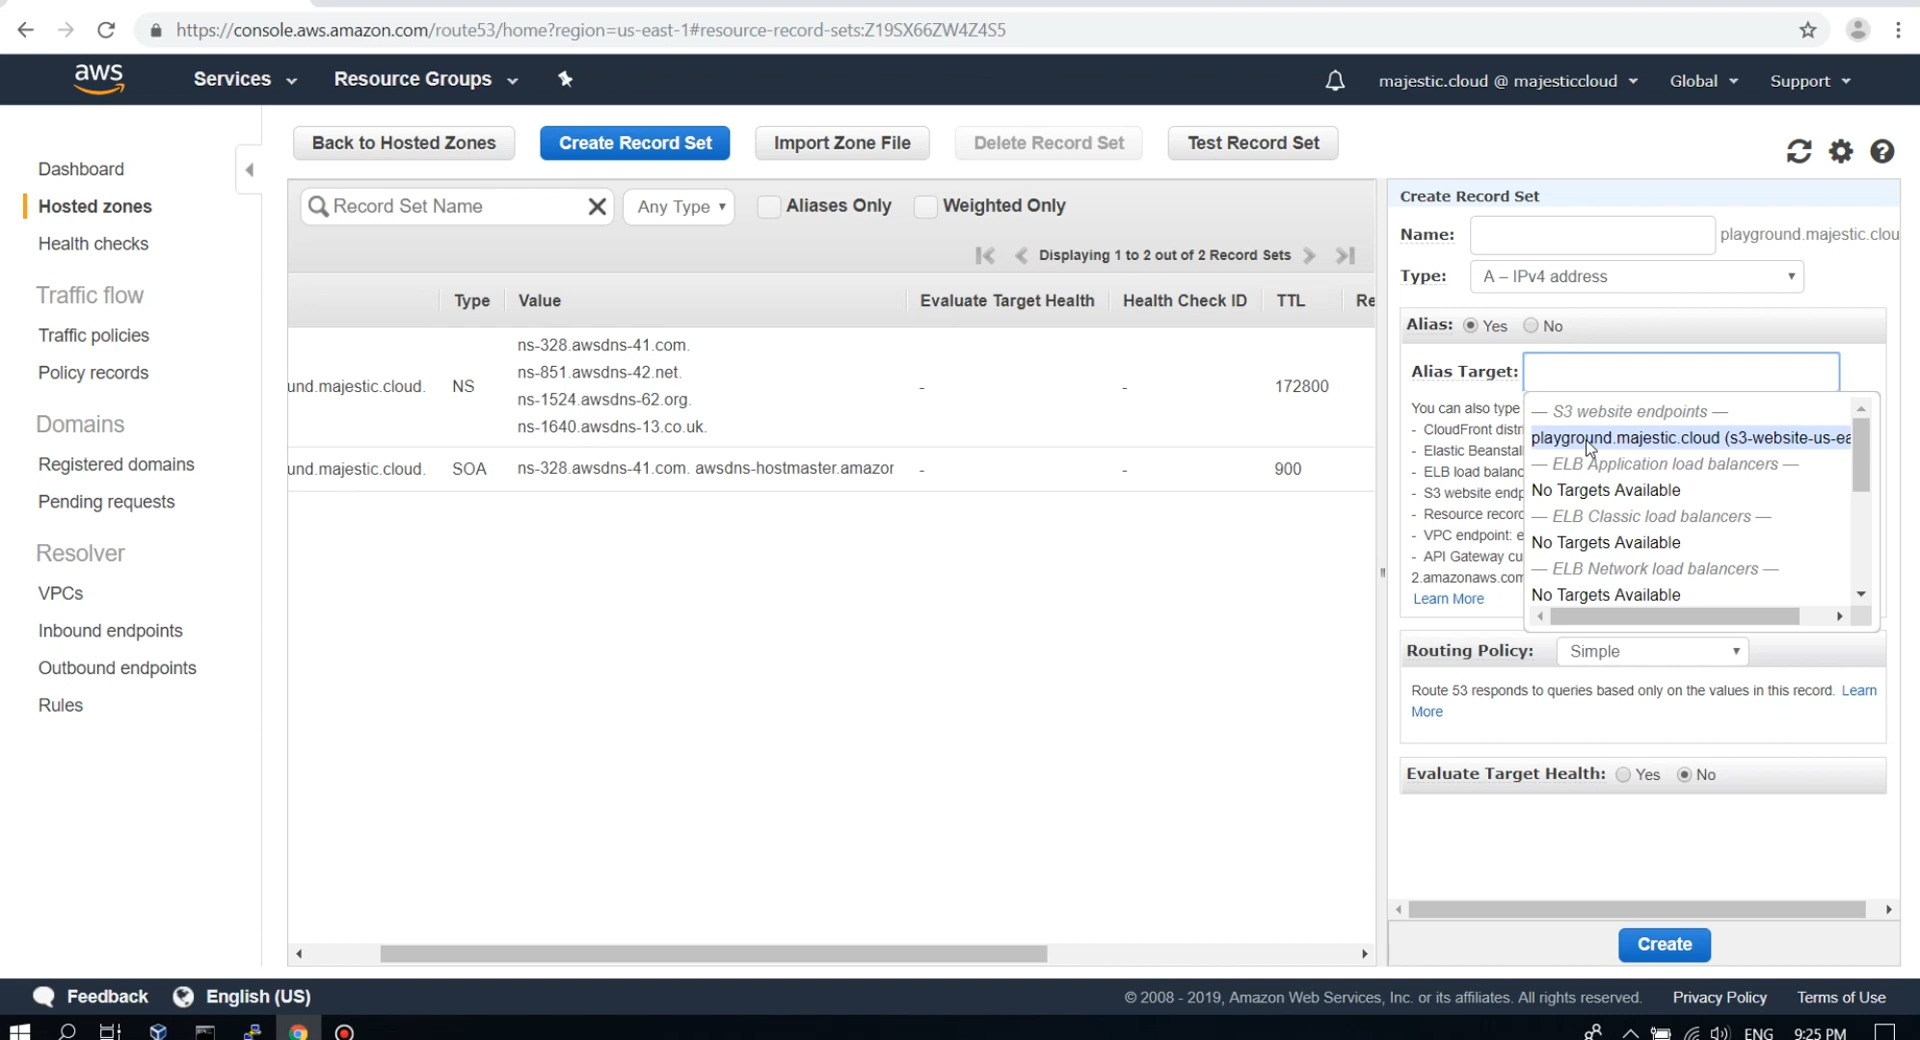 https://console.aws.amazon.com/route53/home?region=us-east-1#resource-record-sets:Z19SX66ZW4Z4S5
aws Services Resource Groups majestic.cloud @ majesticcloud Global Support
Back to Hosted Zones Create Record Set Import Zone File Delete Record Set Test Record Set
Dashboard
Hosted zones
Health checks
Traffic flow
Traffic policies
Policy records
Domains
Registered domains
Pending requests
Resolver
VPCs
Inbound endpoints
Outbound endpoints
Rules
Record Set Name Any Type Aliases Only Weighted Only
Displaying 1 to 2 out of 2 Record Sets
Type Value Evaluate Target Health Health Check ID TTL Re
ns-328.awsdns-41.com.
ns-851.awsdns-42.net.
und.majestic.cloud. NS - - 172800
ns-1524.awsdns-62.org.
ns-1640.awsdns-13.co.uk.
und.majestic.cloud. SOA ns-328.awsdns-41.com. awsdns-hostmaster.amazor - - 900
Create Record Set
Name: playground.majestic.clou
Type: A – IPv4 address
Alias: Yes No
Alias Target:
You can also type
- CloudFront distr
- Elastic Beanstal
- ELB load balanc
- S3 website endp
- Resource record
- VPC endpoint: e
- API Gateway cu
2.amazonaws.com
Learn More
— S3 website endpoints —
playground.majestic.cloud (s3-website-us-ea
— ELB Application load balancers —
No Targets Available
— ELB Classic load balancers —
No Targets Available
— ELB Network load balancers —
No Targets Available
Routing Policy: Simple
Route 53 responds to queries based only on the values in this record. Learn
More
Evaluate Target Health: Yes No
Create
Feedback English (US) © 2008 - 2019, Amazon Web Services, Inc. or its affiliates. All rights reserved. Privacy Policy Terms of Use
ENG 9:25 PM